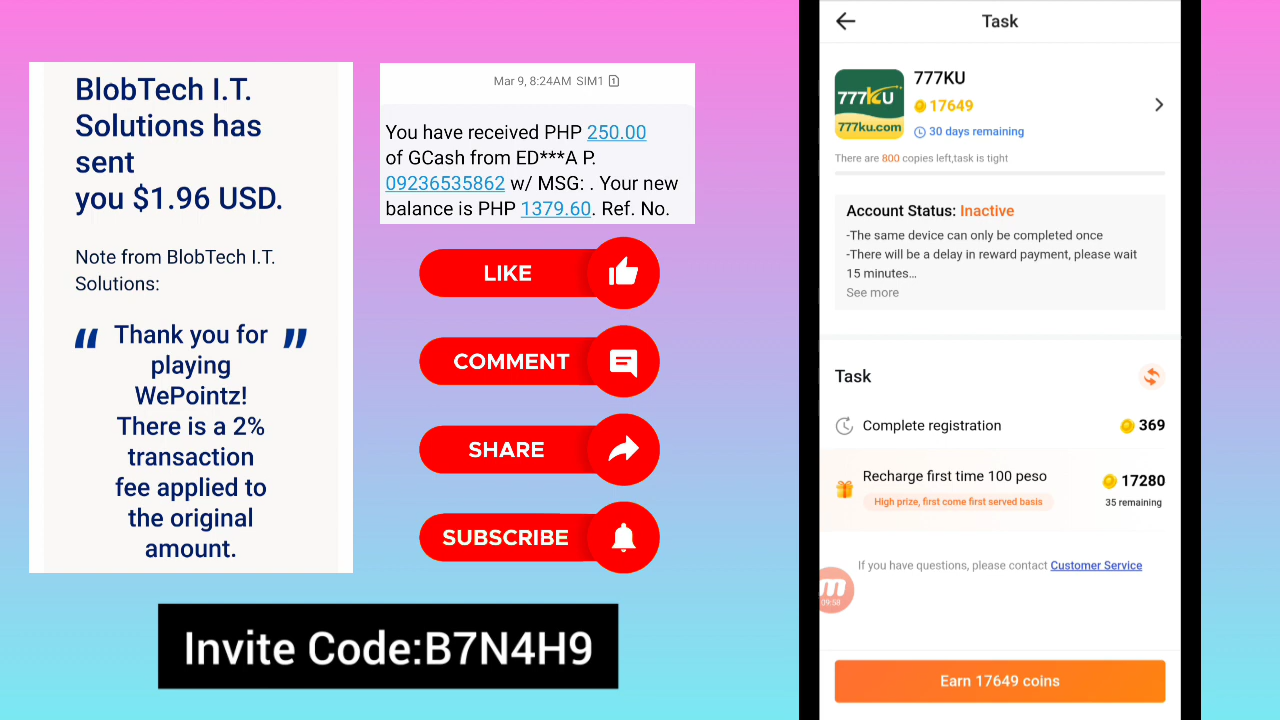 BlobTech I.T.
Solutions has
sent
you $1.96 USD.
Note from BlobTech I.T.
Solutions:
“ Thank you for ”
playing
WePointz!
There is a 2%
transaction
fee applied to
the original
amount.
Mar 9, 8:24AM SIM1 1
You have received PHP 250.00
of GCash from ED***A P.
09236535862 w/ MSG: . Your new
balance is PHP 1379.60. Ref. No.
LIKE
COMMENT
SHARE
SUBSCRIBE
Invite Code:B7N4H9
Task
777KU
777ku.com
777KU
17649
30 days remaining
There are 800 copies left,task is tight
Account Status: Inactive
-The same device can only be completed once
-There will be a delay in reward payment, please wait
15 minutes...
See more
Task
Complete registration 369
Recharge first time 100 peso 17280
High prize, first come first served basis 35 remaining
If you have questions, please contact Customer Service
09:58
Earn 17649 coins